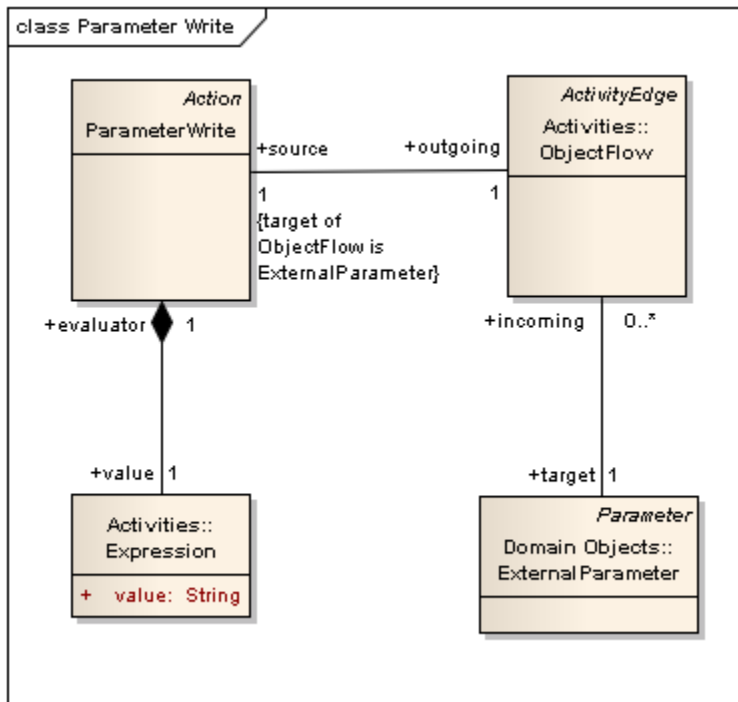 class Parameter Write
Action
ParameterWrite
ActivityEdge
Activities::
ObjectFlow
+source
+outgoing
1
1
{target of
ObjectFlow is
ExternalParameter}
+evaluator
1
+incoming
0..*
+value
1
+target
1
Activities::
Expression
+ value: String
Parameter
Domain Objects::
ExternalParameter